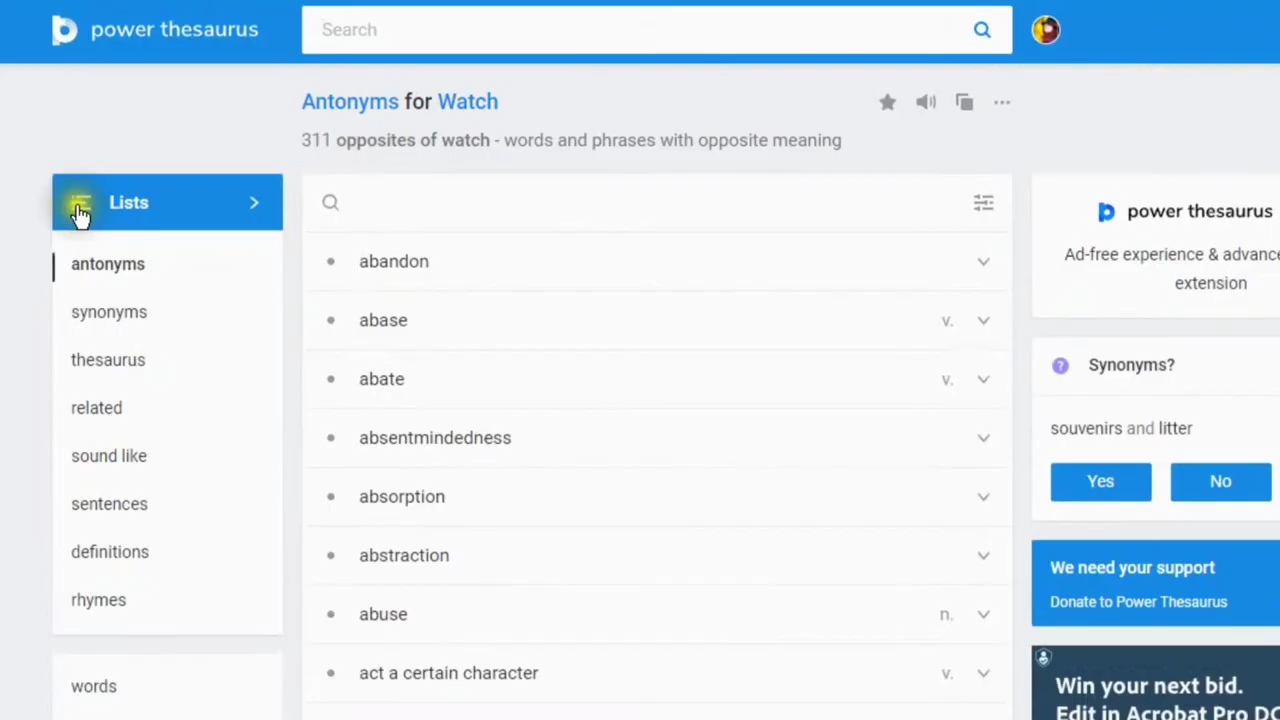 power thesaurus
Search
Antonyms for Watch
311 opposites of watch - words and phrases with opposite meaning
Lists
antonyms
synonyms
thesaurus
related
sound like
sentences
definitions
rhymes
words
abandon
abase v.
abate v.
absentmindedness
absorption
abstraction
abuse n.
act a certain character v.
power thesaurus
Ad-free experience & advance
extension
? Synonyms?
souvenirs and litter
Yes No
We need your support
Donate to Power Thesaurus
Win your next bid.
Edit in Acrobat Pro DC